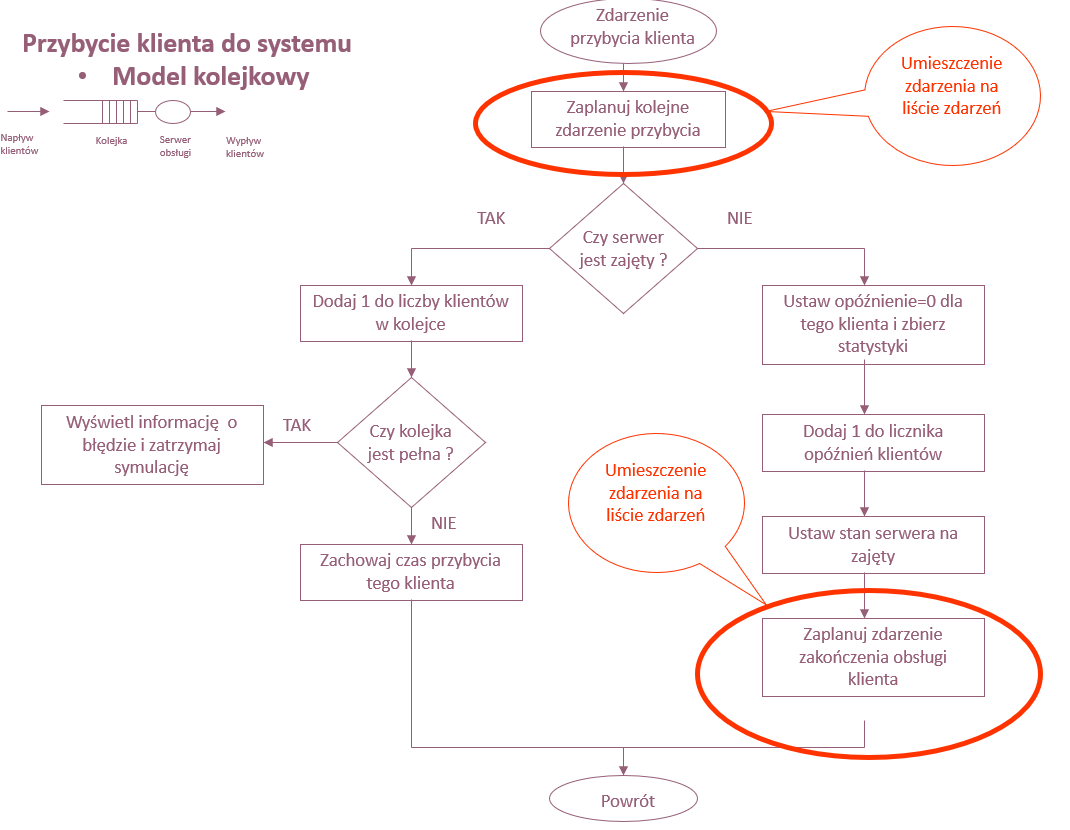 Przybycie klienta do systemu
• Model kolejkowy
Napływ
klientów
Kolejka
Serwer
obsługi
Wypływ
klientów
Zdarzenie
przybycia klienta
Umieszczenie
zdarzenia na
liście zdarzeń
Zaplanuj kolejne
zdarzenie przybycia
TAK
NIE
Czy serwer
jest zajęty ?
Dodaj 1 do liczby klientów
w kolejce
Ustaw opóźnienie=0 dla
tego klienta i zbierz
statystyki
Wyświetl informację o
błędzie i zatrzymaj
symulację
TAK
Czy kolejka
jest pełna ?
Dodaj 1 do licznika
opóźnień klientów
Umieszczenie
zdarzenia na
liście zdarzeń
NIE
Ustaw stan serwera na
zajęty
Zachowaj czas przybycia
tego klienta
Zaplanuj zdarzenie
zakończenia obsługi
klienta
Powrót